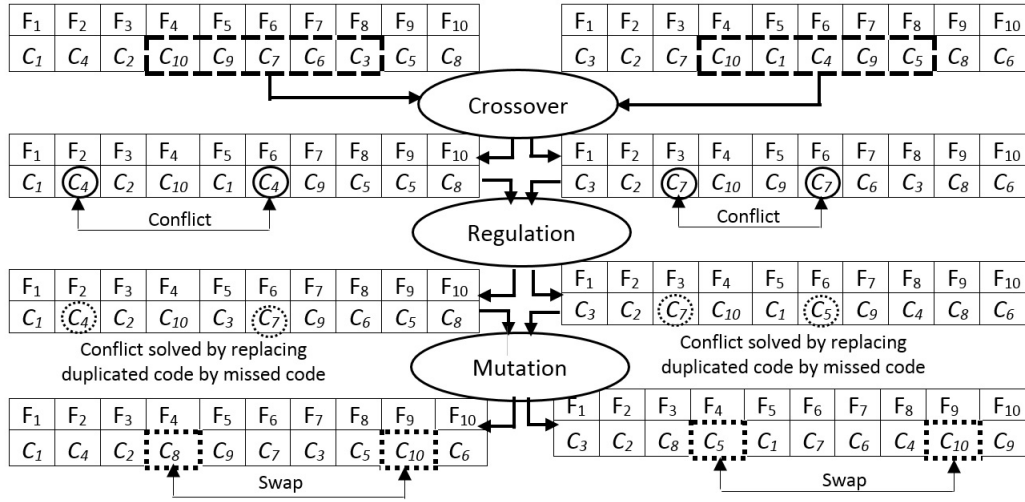 F1 F2 F3 F4 F5 F6 F7 F8 F9 F10
C1 C4 C2 C10 C9 C7 C6 C3 C5 C8
F1 F2 F3 F4 F5 F6 F7 F8 F9 F10
C3 C2 C7 C10 C1 C4 C9 C5 C8 C6
Crossover
F1 F2 F3 F4 F5 F6 F7 F8 F9 F10
C1 C4 C2 C10 C1 C4 C9 C5 C5 C8
Conflict
F1 F2 F3 F4 F5 F6 F7 F8 F9 F10
C3 C2 C7 C10 C9 C7 C6 C3 C8 C6
Conflict
Regulation
F1 F2 F3 F4 F5 F6 F7 F8 F9 F10
C1 C4 C2 C10 C3 C7 C9 C6 C5 C8
Conflict solved by replacing
duplicated code by missed code
F1 F2 F3 F4 F5 F6 F7 F8 F9 F10
C3 C2 C7 C10 C1 C5 C9 C4 C8 C6
Conflict solved by replacing
duplicated code by missed code
Mutation
F1 F2 F3 F4 F5 F6 F7 F8 F9 F10
C1 C4 C2 C8 C9 C7 C3 C5 C10 C6
Swap
F1 F2 F3 F4 F5 F6 F7 F8 F9 F10
C3 C2 C8 C5 C1 C7 C6 C4 C10 C9
Swap